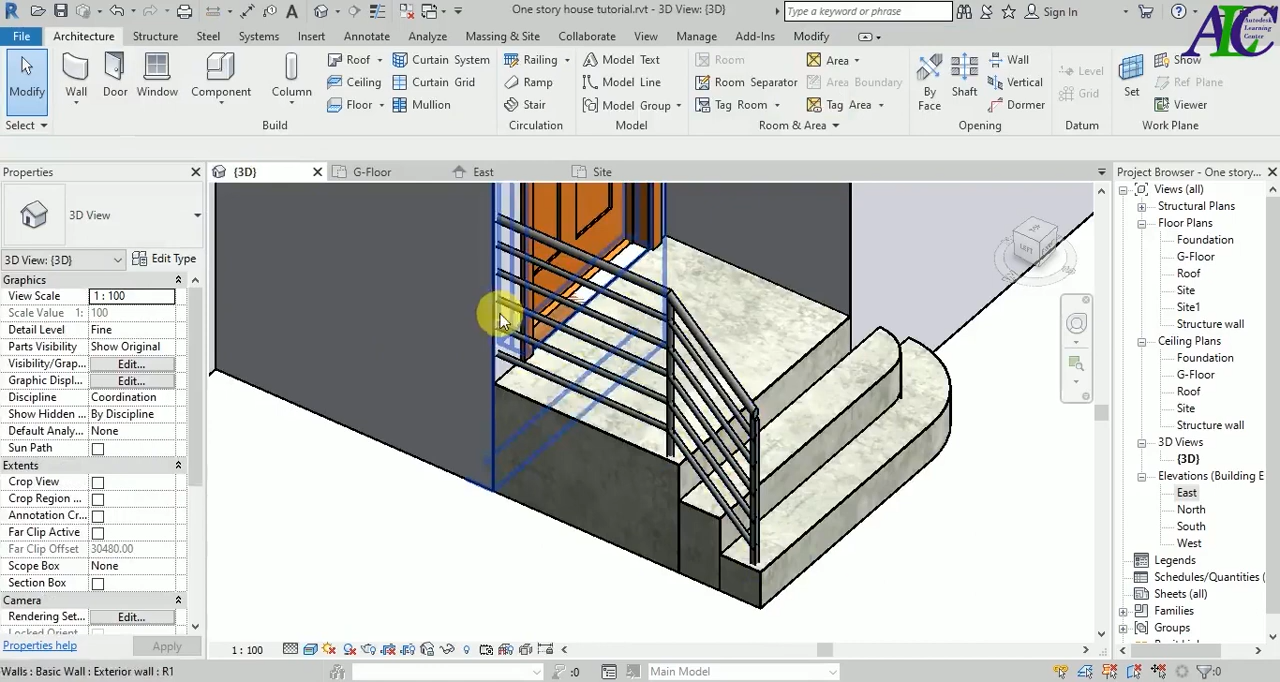 One story house tutorial.rvt - 3D View: {3D}
Type a keyword or phrase
Sign In
ALC
Autodesk
Learning
Center
File
Architecture
Structure
Steel
Systems
Insert
Annotate
Analyze
Massing & Site
Collaborate
View
Manage
Add-Ins
Modify
Modify
Wall
Door
Window
Component
Column
Roof
Ceiling
Floor
Curtain System
Curtain Grid
Mullion
Railing
Ramp
Stair
Model Text
Model Line
Model Group
Room
Room Separator
Tag Room
Area
Area Boundary
Tag Area
By
Face
Shaft
Wall
Vertical
Dormer
Level
Grid
Set
Show
Ref Plane
Viewer
Select
Build
Circulation
Model
Room & Area
Opening
Datum
Work Plane
Properties
{3D}
G-Floor
East
Site
Project Browser - One story...
3D View
3D View: {3D}
Edit Type
Graphics
View Scale
1 : 100
Scale Value 1:
100
Detail Level
Fine
Parts Visibility
Show Original
Visibility/Grap...
Edit...
Graphic Displ...
Edit...
Discipline
Coordination
Show Hidden ...
By Discipline
Default Analy...
None
Sun Path
Extents
Crop View
Crop Region ...
Annotation Cr...
Far Clip Active
Far Clip Offset
30480.00
Scope Box
None
Section Box
Camera
Rendering Set...
Edit...
Locked Orient
Properties help
Apply
TOP
LEFT
Views (all)
Structural Plans
Floor Plans
Foundation
G-Floor
Roof
Site
Site1
Structure wall
Ceiling Plans
Foundation
G-Floor
Roof
Site
Structure wall
3D Views
{3D}
Elevations (Building E
East
North
South
West
Legends
Schedules/Quantities (
Sheets (all)
Families
Groups
1 : 100
Walls : Basic Wall : Exterior wall : R1
:0
Main Model
:0